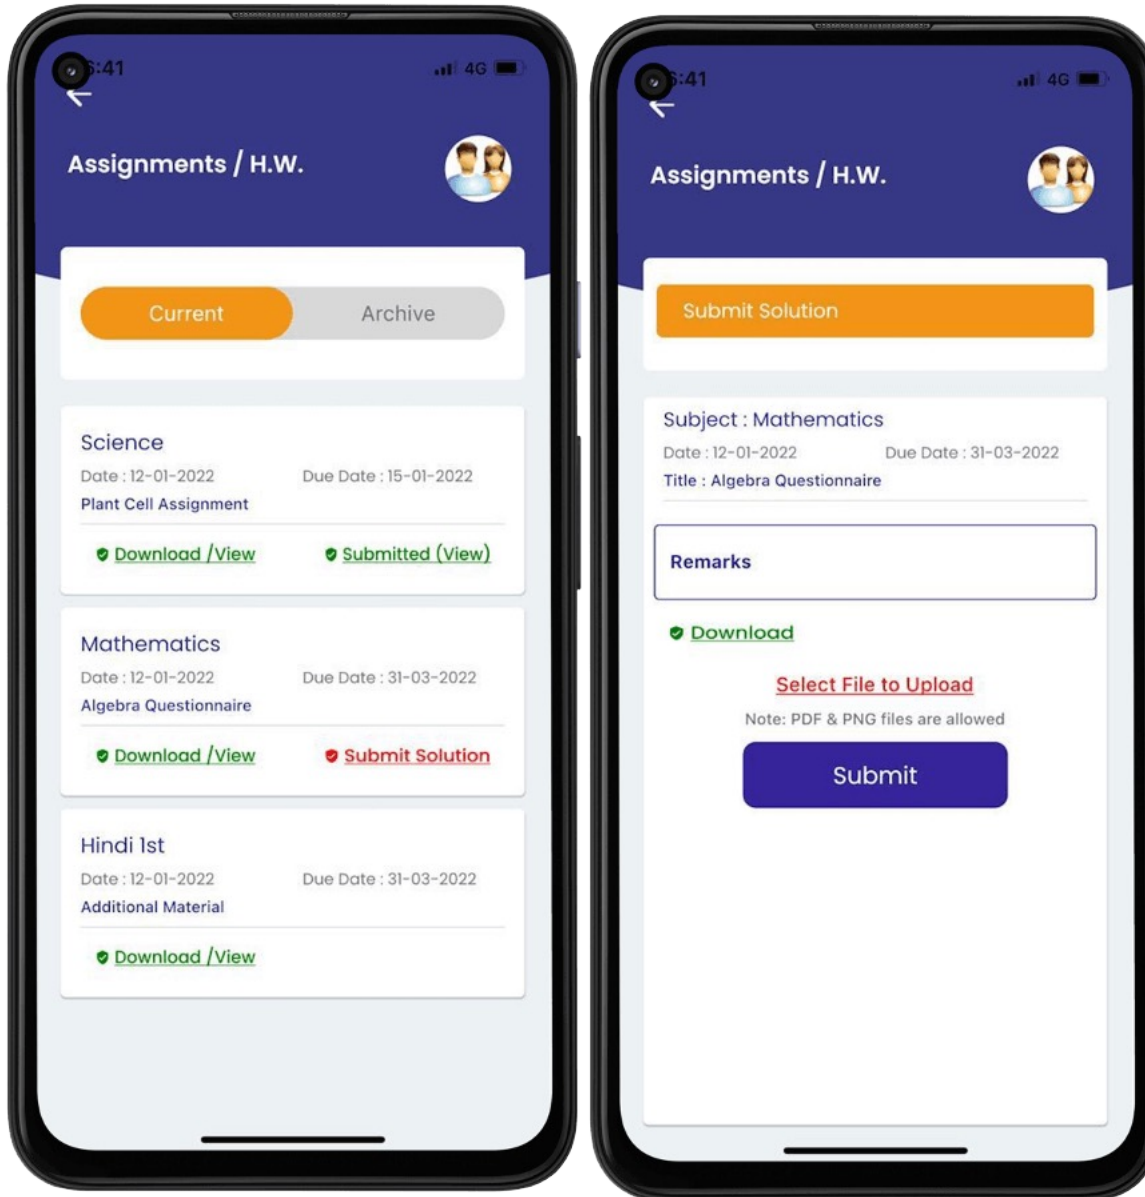 6:41
4G
Assignments / H.W.
Current Archive
Science
Date : 12-01-2022 Due Date : 15-01-2022
Plant Cell Assignment
Download /View Submitted (View)
Mathematics
Date : 12-01-2022 Due Date : 31-03-2022
Algebra Questionnaire
Download /View Submit Solution
Hindi 1st
Date : 12-01-2022 Due Date : 31-03-2022
Additional Material
Download /View
:41
4G
Assignments / H.W.
Submit Solution
Subject : Mathematics
Date : 12-01-2022 Due Date : 31-03-2022
Title : Algebra Questionnaire
Remarks
Download
Select File to Upload
Note: PDF & PNG files are allowed
Submit